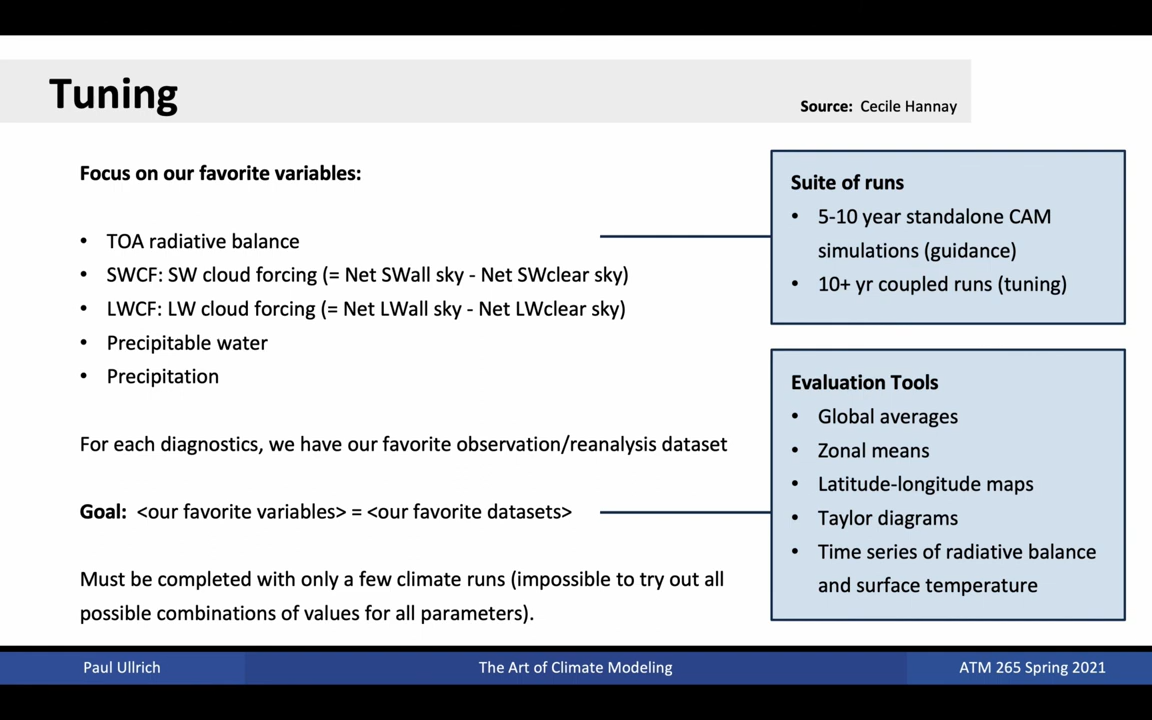 Tuning
Source: Cecile Hannay
Focus on our favorite variables:
• TOA radiative balance
• SWCF: SW cloud forcing (= Net SWall sky - Net SWclear sky)
• LWCF: LW cloud forcing (= Net LWall sky - Net LWclear sky)
• Precipitable water
• Precipitation
For each diagnostics, we have our favorite observation/reanalysis dataset
Goal: <our favorite variables> = <our favorite datasets>
Must be completed with only a few climate runs (impossible to try out all
possible combinations of values for all parameters).
Suite of runs
• 5-10 year standalone CAM
simulations (guidance)
• 10+ yr coupled runs (tuning)
Evaluation Tools
• Global averages
• Zonal means
• Latitude-longitude maps
• Taylor diagrams
• Time series of radiative balance
and surface temperature
Paul Ullrich
The Art of Climate Modeling
ATM 265 Spring 2021